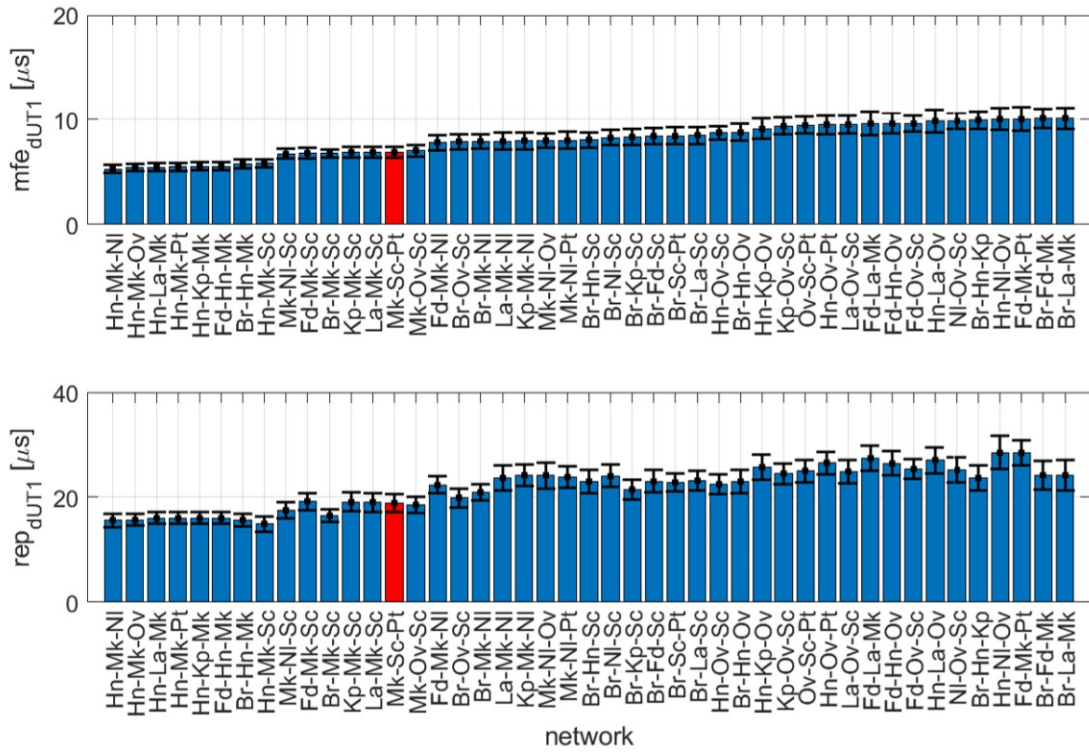 20
10
0
mfe_dUT1 [μs]
Hn-Mk-Nl
Hn-Mk-Ov
Hn-La-Mk
Hn-Mk-Pt
Hn-Kp-Mk
Fd-Hn-Mk
Br-Hn-Mk
Hn-Mk-Sc
Mk-Nl-Sc
Fd-Mk-Sc
Br-Mk-Sc
Kp-Mk-Sc
La-Mk-Sc
Mk-Sc-Pt
Mk-Ov-Sc
Fd-Mk-Nl
Br-Ov-Sc
Br-Mk-Nl
La-Mk-Nl
Kp-Mk-Nl
Mk-Nl-Ov
Mk-Nl-Pt
Br-Hn-Sc
Br-Nl-Sc
Br-Kp-Sc
Br-Fd-Sc
Br-Sc-Pt
Br-La-Sc
Hn-Ov-Sc
Br-Hn-Ov
Hn-Kp-Ov
Kp-Ov-Sc
Ov-Sc-Pt
Hn-Ov-Pt
La-Ov-Sc
Fd-La-Mk
Fd-Hn-Ov
Fd-Ov-Sc
Hn-La-Ov
Nl-Ov-Sc
Br-Hn-Kp
Hn-Nl-Ov
Fd-Mk-Pt
Br-Fd-Mk
Br-La-Mk
40
20
0
rep_dUT1 [μs]
Hn-Mk-Nl
Hn-Mk-Ov
Hn-La-Mk
Hn-Mk-Pt
Hn-Kp-Mk
Fd-Hn-Mk
Br-Hn-Mk
Hn-Mk-Sc
Mk-Nl-Sc
Fd-Mk-Sc
Br-Mk-Sc
Kp-Mk-Sc
La-Mk-Sc
Mk-Sc-Pt
Mk-Ov-Sc
Fd-Mk-Nl
Br-Ov-Sc
Br-Mk-Nl
La-Mk-Nl
Kp-Mk-Nl
Mk-Nl-Ov
Mk-Nl-Pt
Br-Hn-Sc
Br-Nl-Sc
Br-Kp-Sc
Br-Fd-Sc
Br-Sc-Pt
Br-La-Sc
Hn-Ov-Sc
Br-Hn-Ov
Hn-Kp-Ov
Kp-Ov-Sc
Ov-Sc-Pt
Hn-Ov-Pt
La-Ov-Sc
Fd-La-Mk
Fd-Hn-Ov
Fd-Ov-Sc
Hn-La-Ov
Nl-Ov-Sc
Br-Hn-Kp
Hn-Nl-Ov
Fd-Mk-Pt
Br-Fd-Mk
Br-La-Mk
network